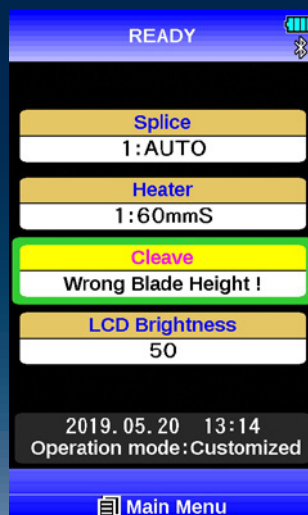 READY
Splice
1:AUTO
Heater
1:60mmS
Cleave
Wrong Blade Height !
LCD Brightness
50
2019.05.20 13:14
Operation mode:Customized
Main Menu